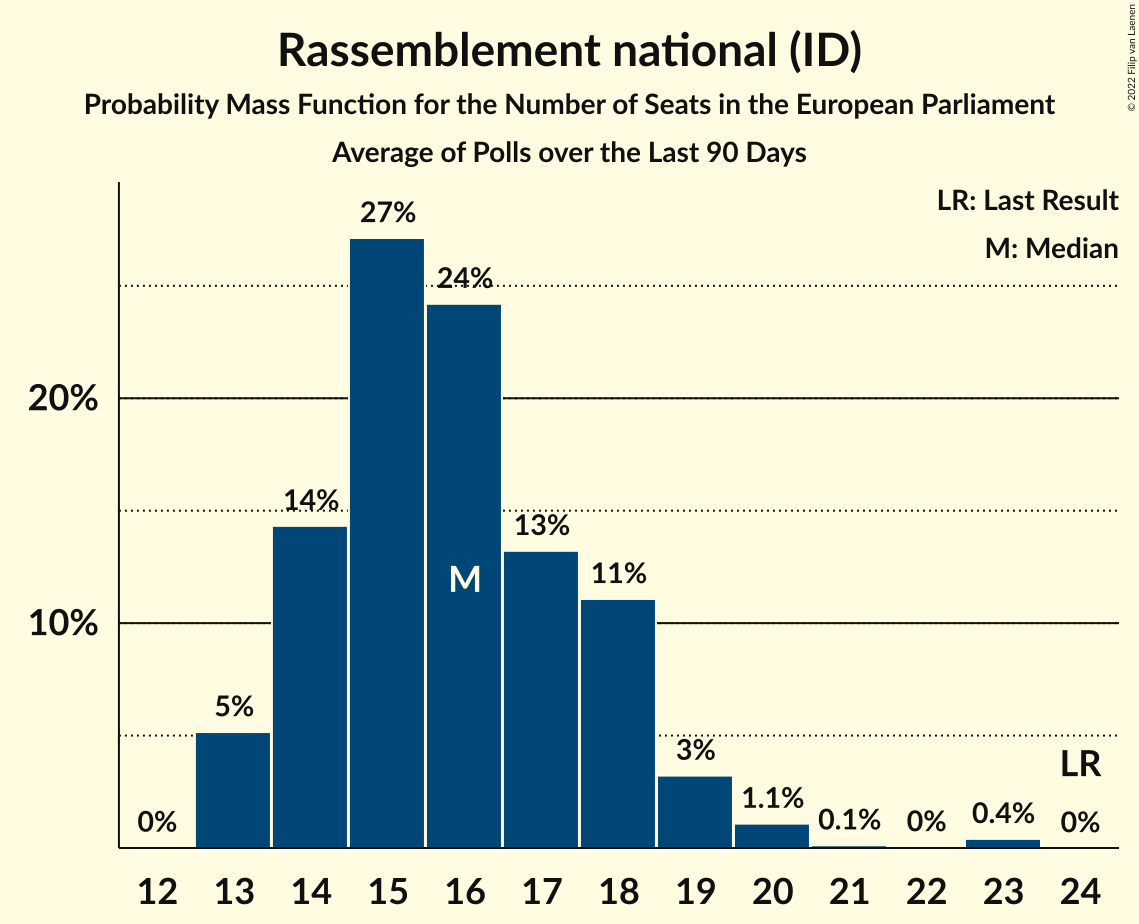 Rassemblement national (ID)
Probability Mass Function for the Number of Seats in the European Parliament
Average of Polls over the Last 90 Days
© 2022 Filip van Laenen
LR: Last Result
M: Median
27%
24%
20%
14%
13%
11%
M
10%
5%
3%
LR
0%
1.1%
0.1%
0%
0.4%
0%
12 13 14 15 16 17 18 19 20 21 22 23 24